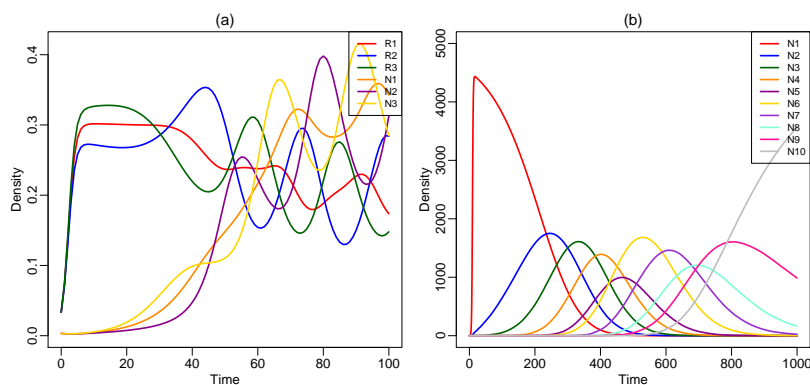 (a)
Density
0.0
0.1
0.2
0.3
0.4
R1
R2
R3
N1
N2
N3
0
20
40
60
80
100
Time
(b)
Density
0
1000
2000
3000
4000
5000
N1
N2
N3
N4
N5
N6
N7
N8
N9
N10
0
200
400
600
800
1000
Time